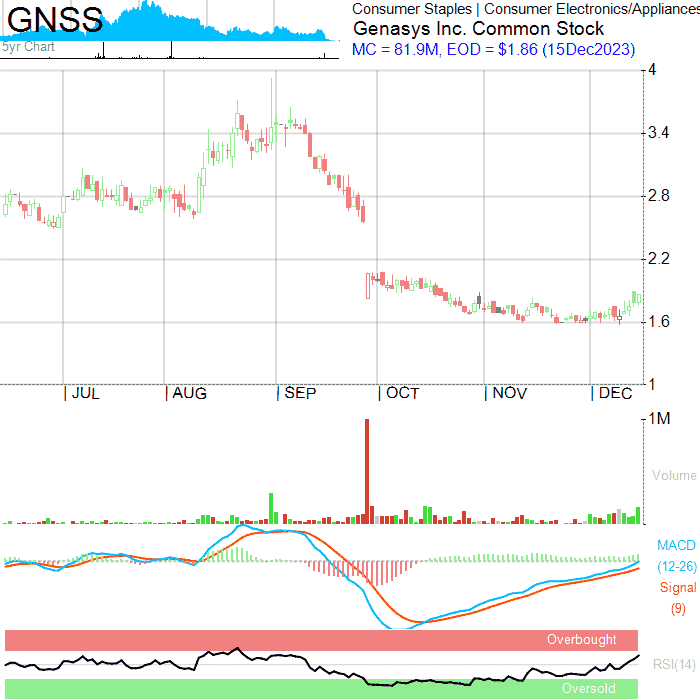 GNSS
5yr Chart
Consumer Staples | Consumer Electronics/Appliances
Genasys Inc. Common Stock
MC = 81.9M, EOD = $1.86 (15Dec2023)
4
3.4
2.8
2.2
1.6
1
| JUL | AUG | SEP | OCT | NOV | DEC
1M
Volume
MACD
(12-26)
Signal
(9)
Overbought
RSI(14)
Oversold